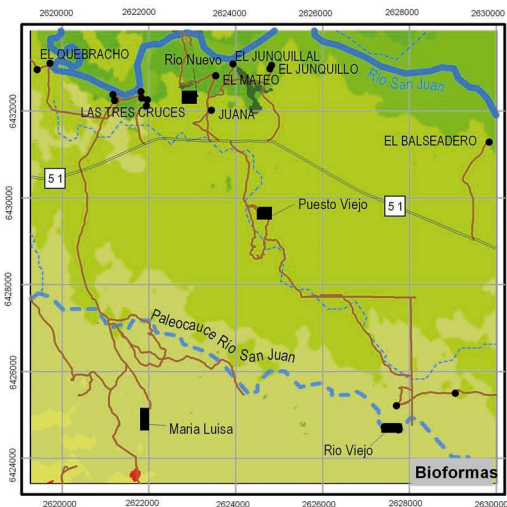 2620000 2622000 2624000 2626000 2628000 2630000
EL QUEBRACHO
Rio Nuevo
EL JUNQUILLAL
EL JUNQUILLO
EL MATEO
Rio San Juan
6432000
LAS TRES CRUCES
JUANA
EL BALSEADERO
51
6430000
Puesto Viejo
51
6428000
Paleocauce Rio San Juan
6426000
Maria Luisa
Rio Viejo
6424000
Bioformas
2620000 2622000 2624000 2626000 2628000 2630000